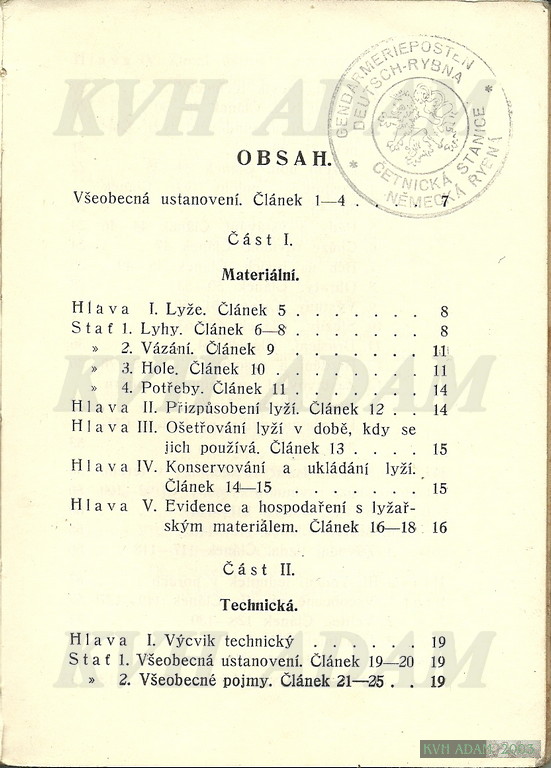 GENDARMERIEPOSTEN
DEUTSCH-RYBNA
ČETNICKÁ STANICE
NĚMECKÁ RYBNÁ
KVH ADAM
OBSAH.
Všeobecná ustanovení. Článek 1—4 . . . . 7
Část I.
Materiální.
Hlava I. Lyže. Článek 5 . . . . . . . 8
Stať 1. Lyhy. Článek 6—8 . . . . . . . 8
» 2. Vázání. Článek 9 . . . . . . . 11
» 3. Hole. Článek 10 . . . . . . . . 11
» 4. Potřeby. Článek 11 . . . . . . . 14
Hlava II. Přizpůsobení lyží. Článek 12 . . 14
Hlava III. Ošetřování lyží v době, kdy se
jich používá. Článek 13 . . . . 15
KVH ADAM
Hlava IV. Konservování a ukládání lyží.
Článek 14—15 . . . . . . . 15
Hlava V. Evidence a hospodaření s lyžař-
ským materiálem. Článek 16—18 16
Část II.
Technická.
Hlava I. Výcvik technický . . . . . . 19
Stať 1. Všeobecná ustanovení. Článek 19—20 19
KVH ADAM
» 2. Všeobecné pojmy. Článek 21—25 . . 19